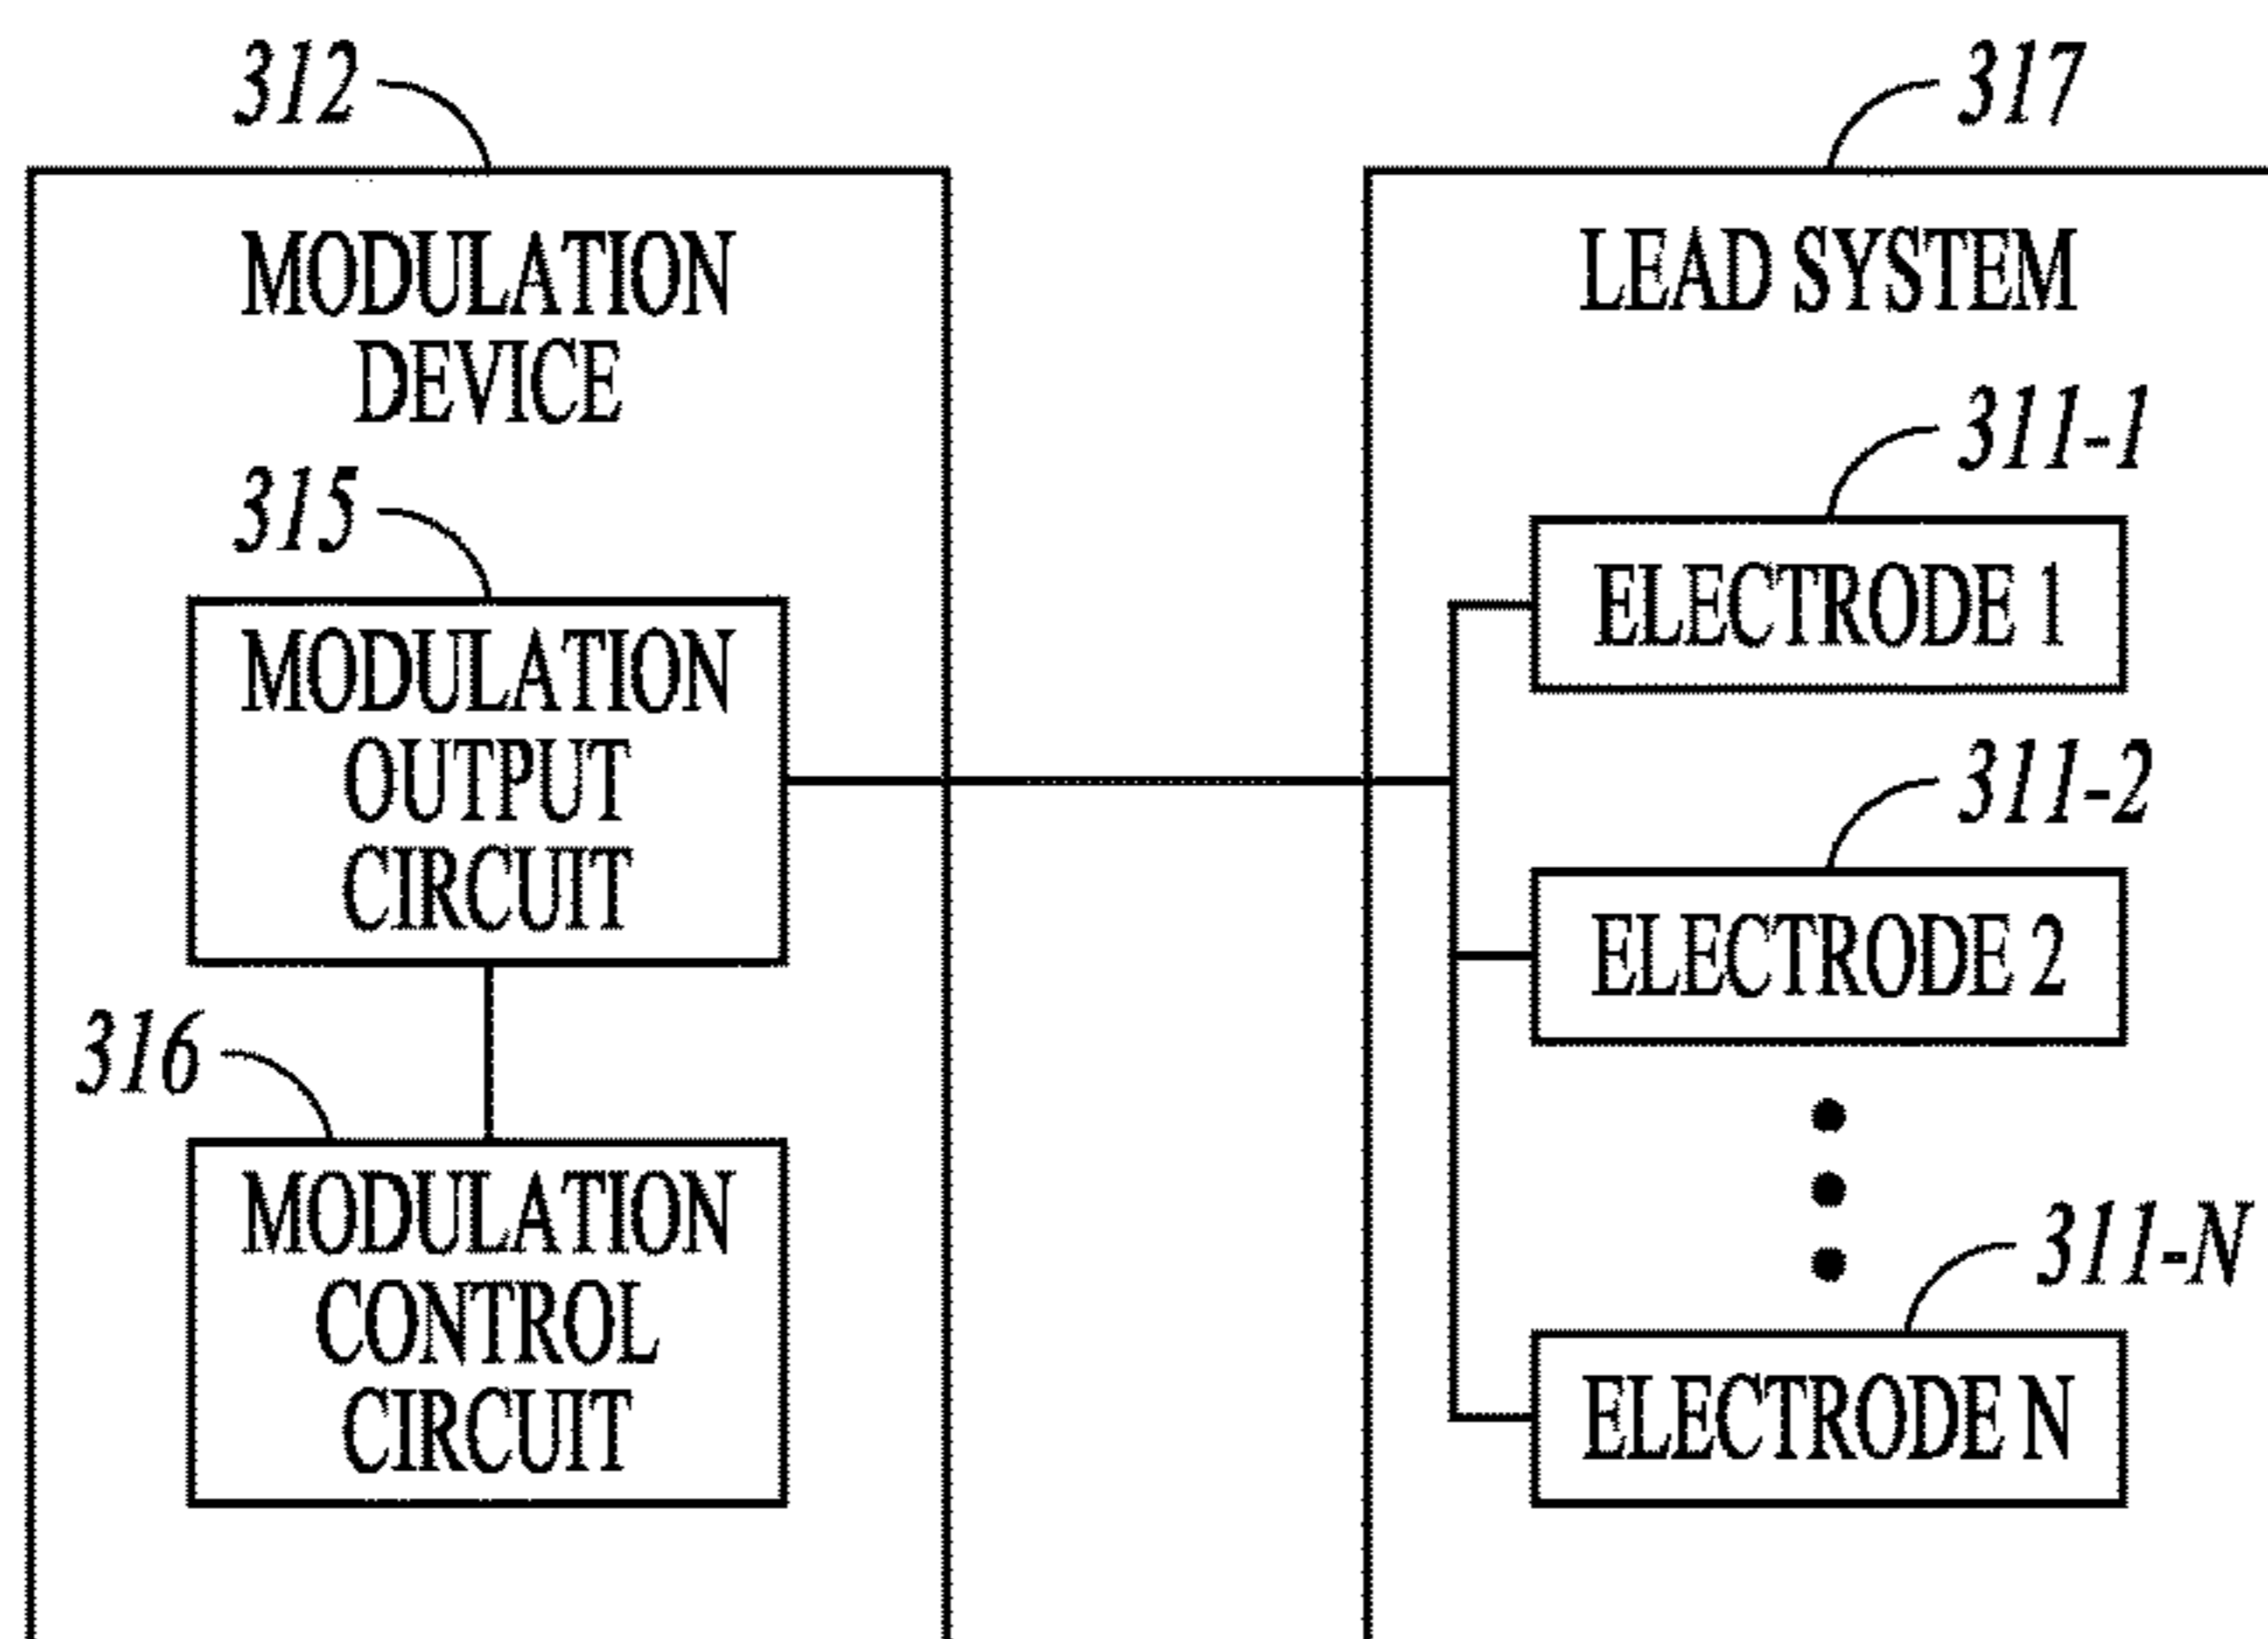 312
MODULATION
DEVICE
315
MODULATION
OUTPUT
CIRCUIT
316
MODULATION
CONTROL
CIRCUIT
317
LEAD SYSTEM
311-1
ELECTRODE 1
311-2
ELECTRODE 2
311-N
ELECTRODE N